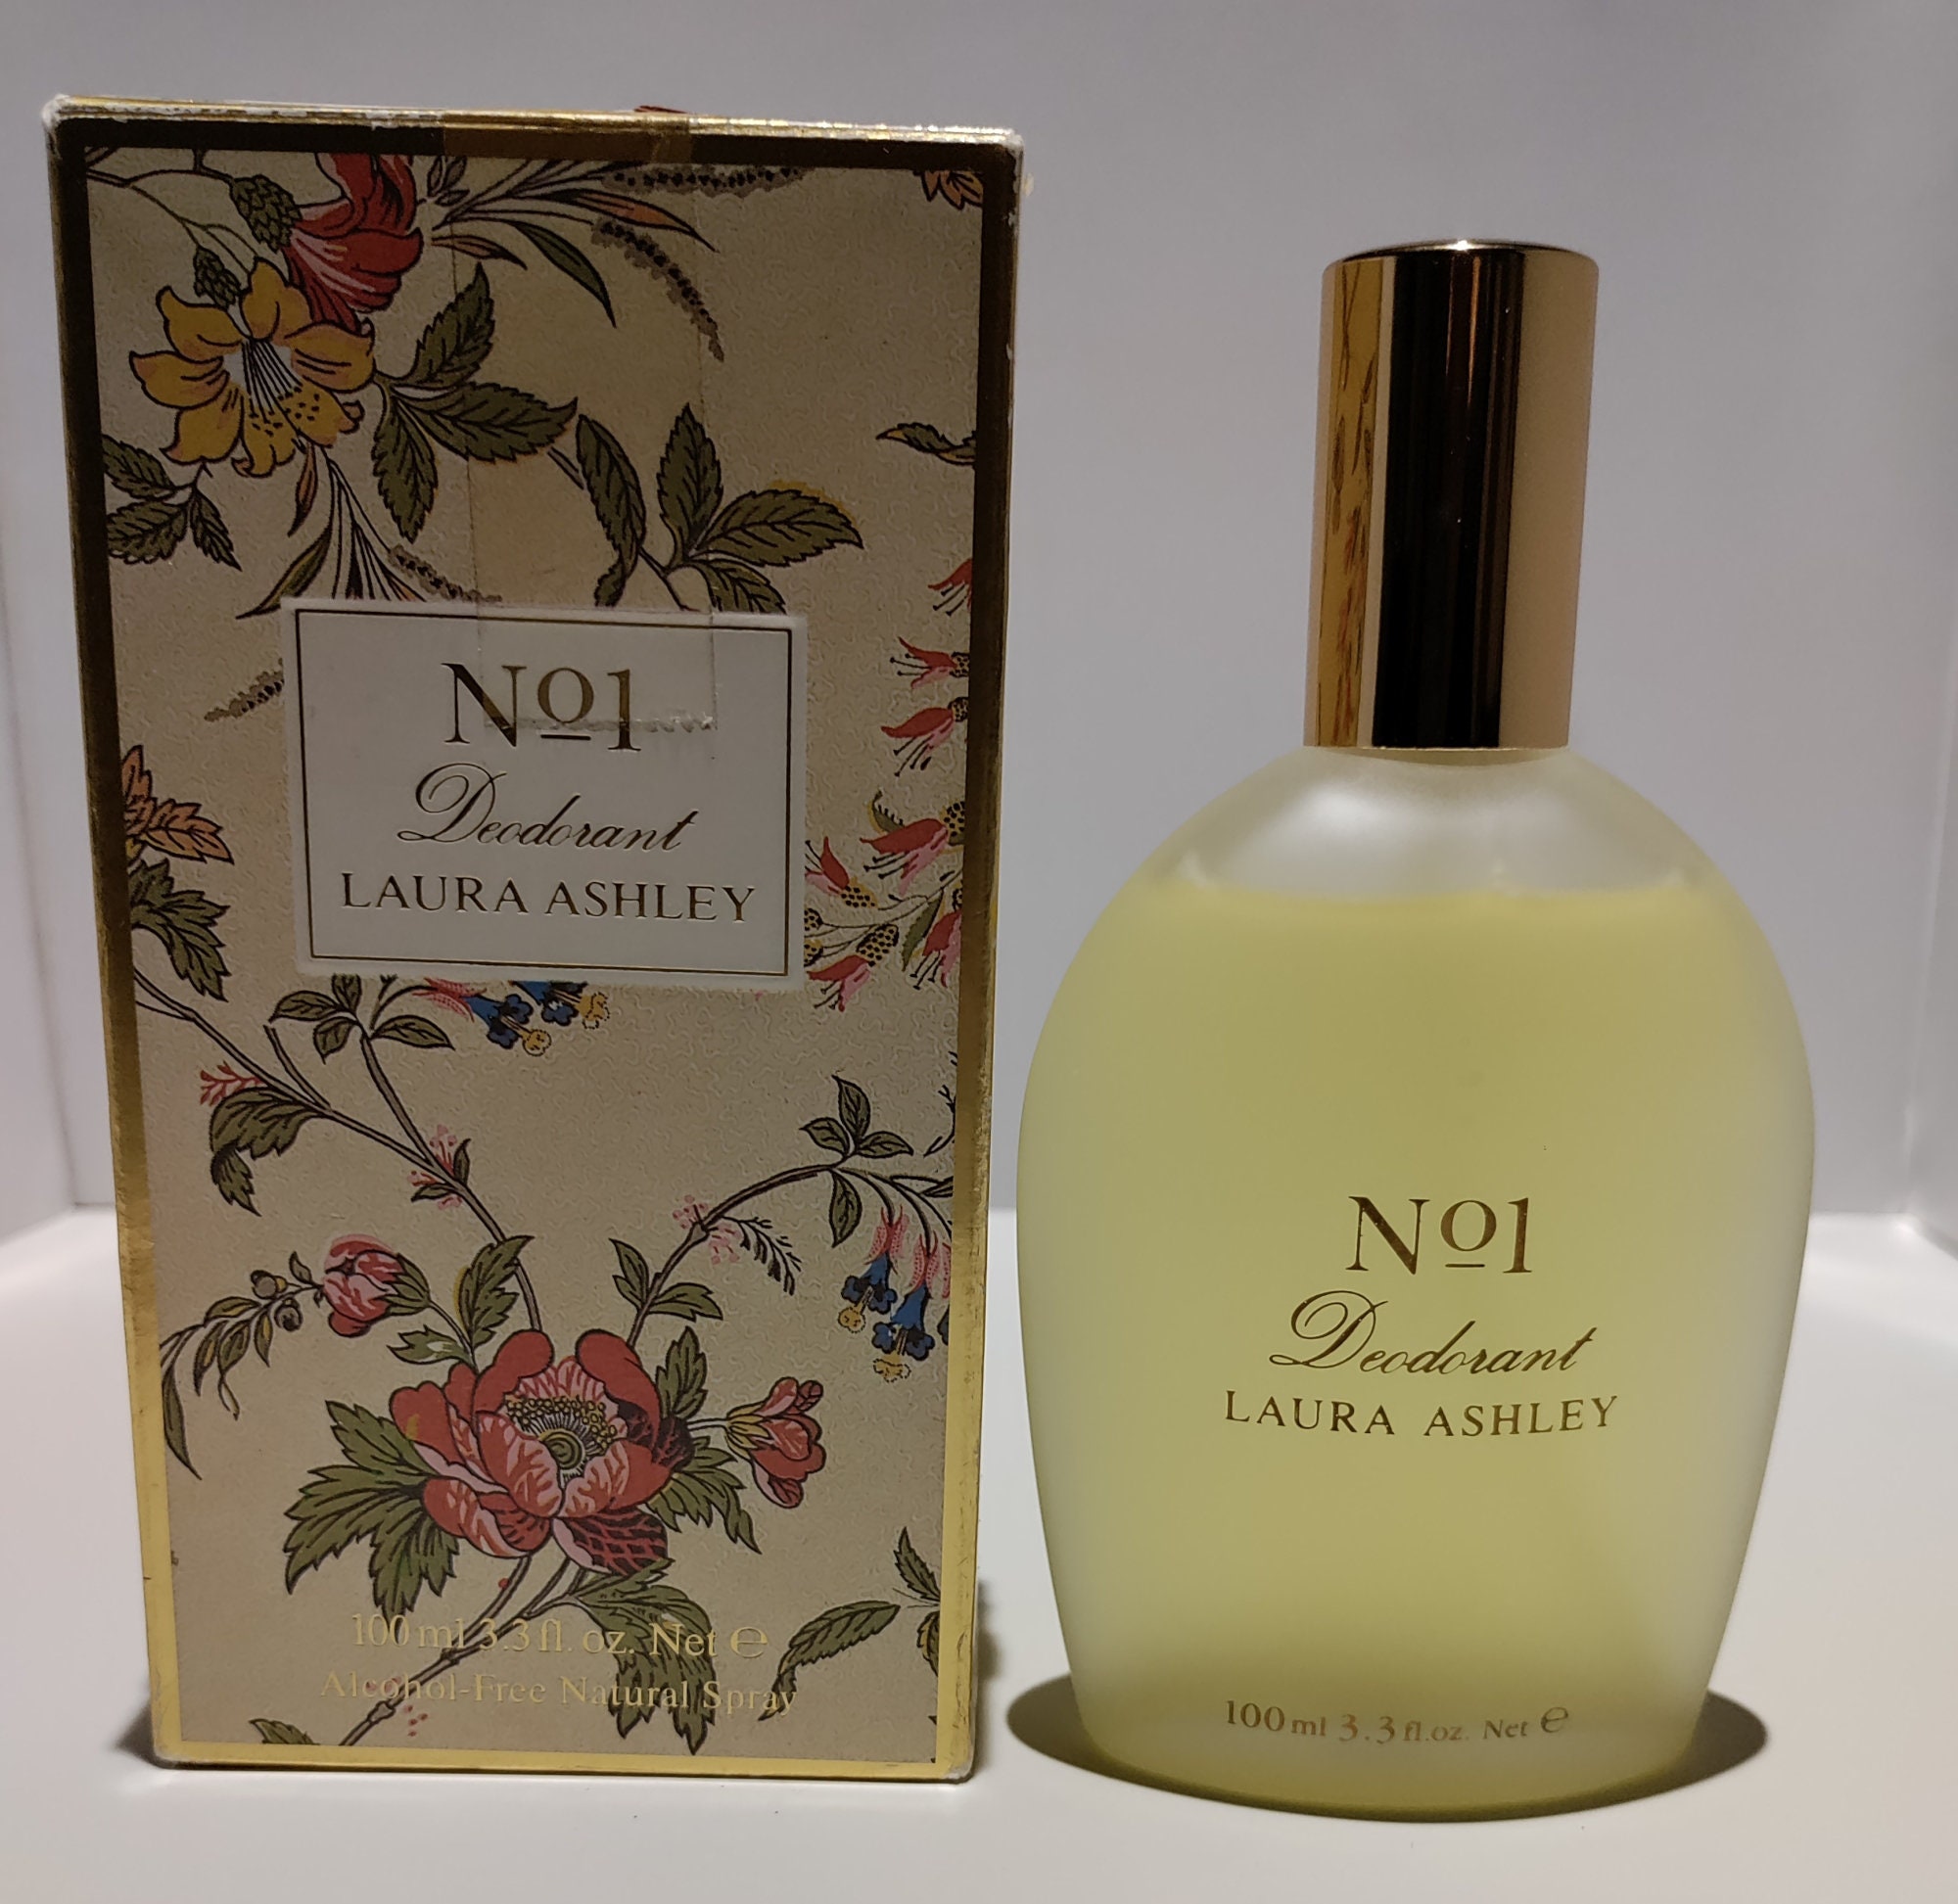 Nº1
Deodorant
LAURA ASHLEY
100 ml 3.3 fl. oz. Net ℮
Alcohol-Free Natural Spray
Nº1
Deodorant
LAURA ASHLEY
100 ml 3.3 fl.oz. Net ℮